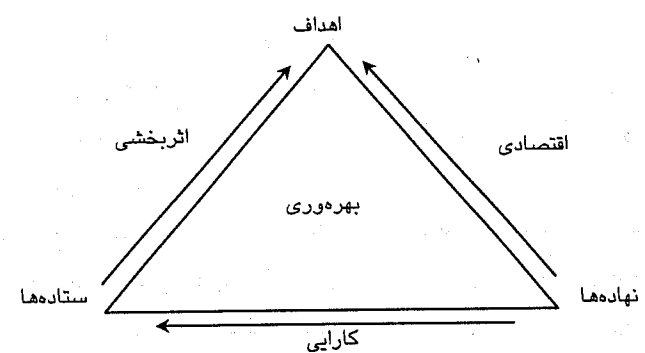 اهداف
اقتصادی
اثربخشی
بهره‌وری
نهاده‌ها
ستاده‌ها
کارایی